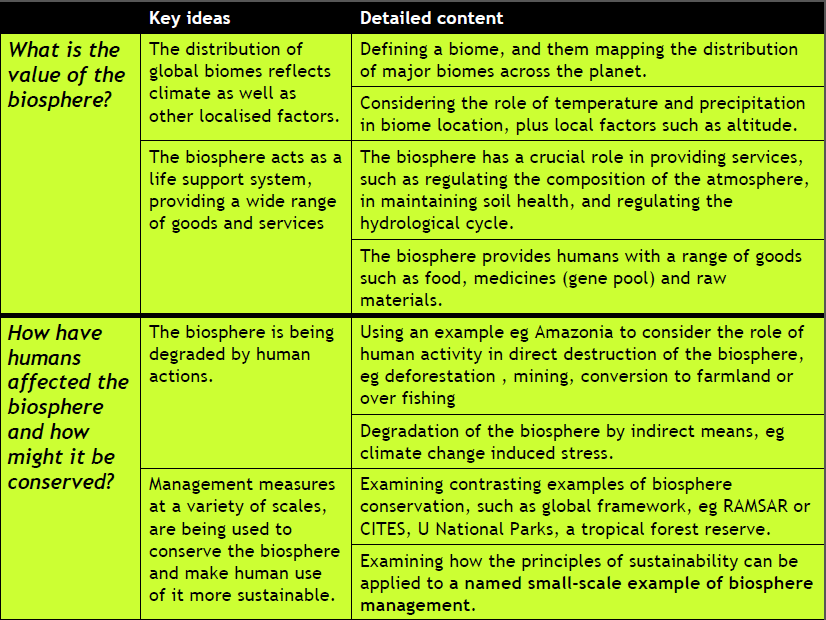 Key ideas
Detailed content
What is the
value of the
biosphere?
The distribution of
global biomes reflects
climate as well as
other localised factors.
Defining a biome, and them mapping the distribution
of major biomes across the planet.
Considering the role of temperature and precipitation
in biome location, plus local factors such as altitude.
The biosphere acts as a
life support system,
providing a wide range
of goods and services
The biosphere has a crucial role in providing services,
such as regulating the composition of the atmosphere,
in maintaining soil health, and regulating the
hydrological cycle.
The biosphere provides humans with a range of goods
such as food, medicines (gene pool) and raw
materials.
How have
humans
affected the
biosphere
and how
might it be
conserved?
The biosphere is being
degraded by human
actions.
Using an example eg Amazonia to consider the role of
human activity in direct destruction of the biosphere,
eg deforestation , mining, conversion to farmland or
over fishing
Degradation of the biosphere by indirect means, eg
climate change induced stress.
Management measures
at a variety of scales,
are being used to
conserve the biosphere
and make human use
of it more sustainable.
Examining contrasting examples of biosphere
conservation, such as global framework, eg RAMSAR or
CITES, U National Parks, a tropical forest reserve.
Examining how the principles of sustainability can be
applied to a named small-scale example of biosphere
management.